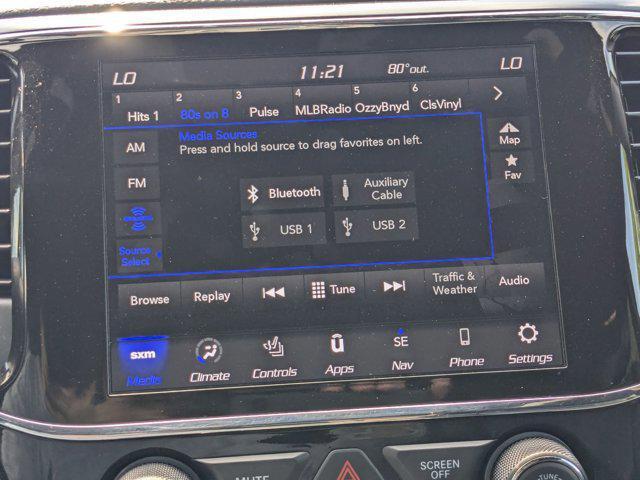 LO 11:21 80°out. LO
1 2 3 4 5 6
Hits 1 80s on 8 Pulse MLBRadio OzzyBnyd ClsVinyl
Media Sources
Press and hold source to drag favorites on left.
AM
FM
Source
Select
Bluetooth
Auxiliary
Cable
USB 1
USB 2
Map
Fav
Browse Replay Tune Traffic &
Weather Audio
sxm SE
Media Climate Controls Apps Nav Phone Settings
MUTE
SCREEN
OFF